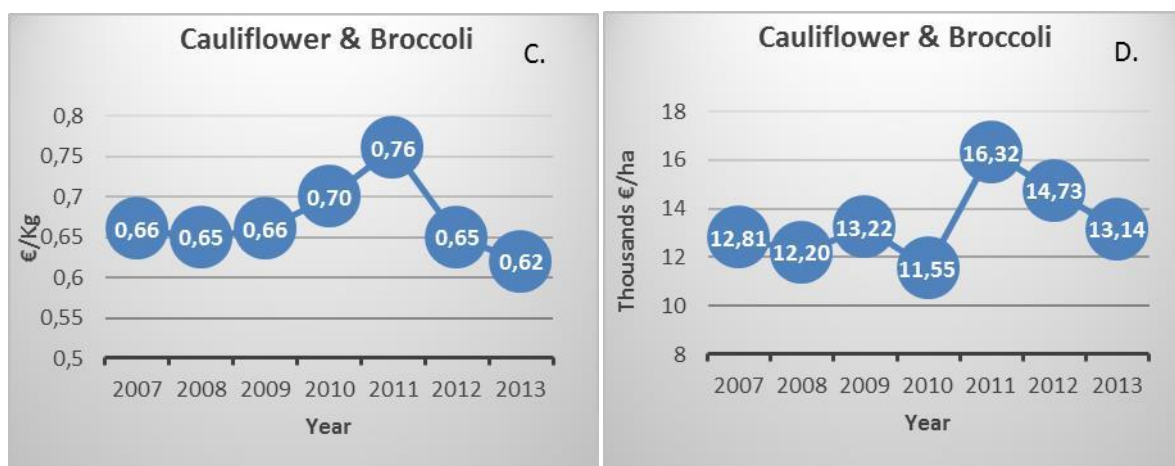 Cauliflower & Broccoli
C.
€/Kg
0,8
0,75
0,7
0,65
0,6
0,55
0,5
0,66
0,65
0,66
0,70
0,76
0,65
0,62
2007 2008 2009 2010 2011 2012 2013
Year
Cauliflower & Broccoli
D.
Thousands €/ha
18
16
14
12
10
8
12,81
12,20
13,22
11,55
16,32
14,73
13,14
2007 2008 2009 2010 2011 2012 2013
Year